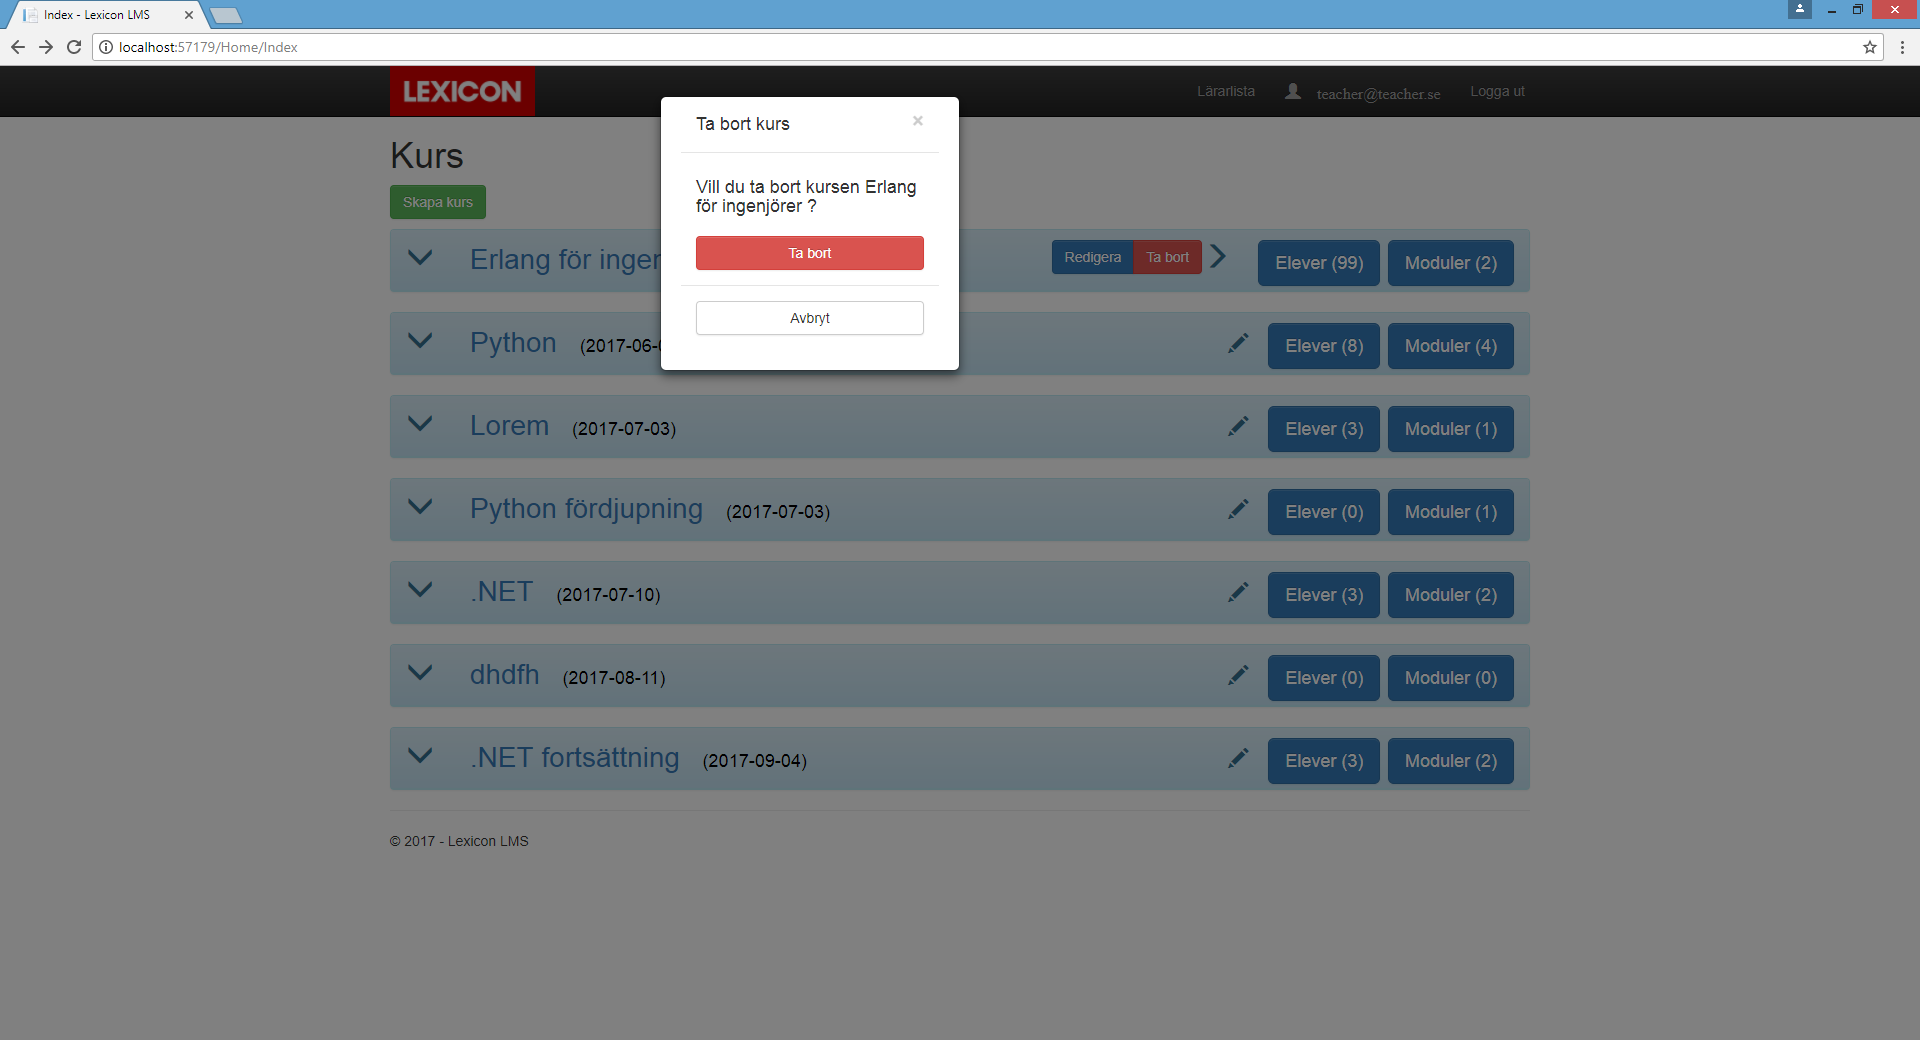 Index - Lexicon LMS
localhost:57179/Home/Index
LEXICON
Lärarlista
teacher@teacher.se
Logga ut
Ta bort kurs
×
Vill du ta bort kursen Erlang
för ingenjörer ?
Ta bort
Avbryt
Kurs
Skapa kurs
Erlang för inger
Redigera
Ta bort
Elever (99)
Moduler (2)
Python (2017-06-
Elever (8)
Moduler (4)
Lorem (2017-07-03)
Elever (3)
Moduler (1)
Python fördjupning (2017-07-03)
Elever (0)
Moduler (1)
.NET (2017-07-10)
Elever (3)
Moduler (2)
dhdfh (2017-08-11)
Elever (0)
Moduler (0)
.NET fortsättning (2017-09-04)
Elever (3)
Moduler (2)
© 2017 - Lexicon LMS